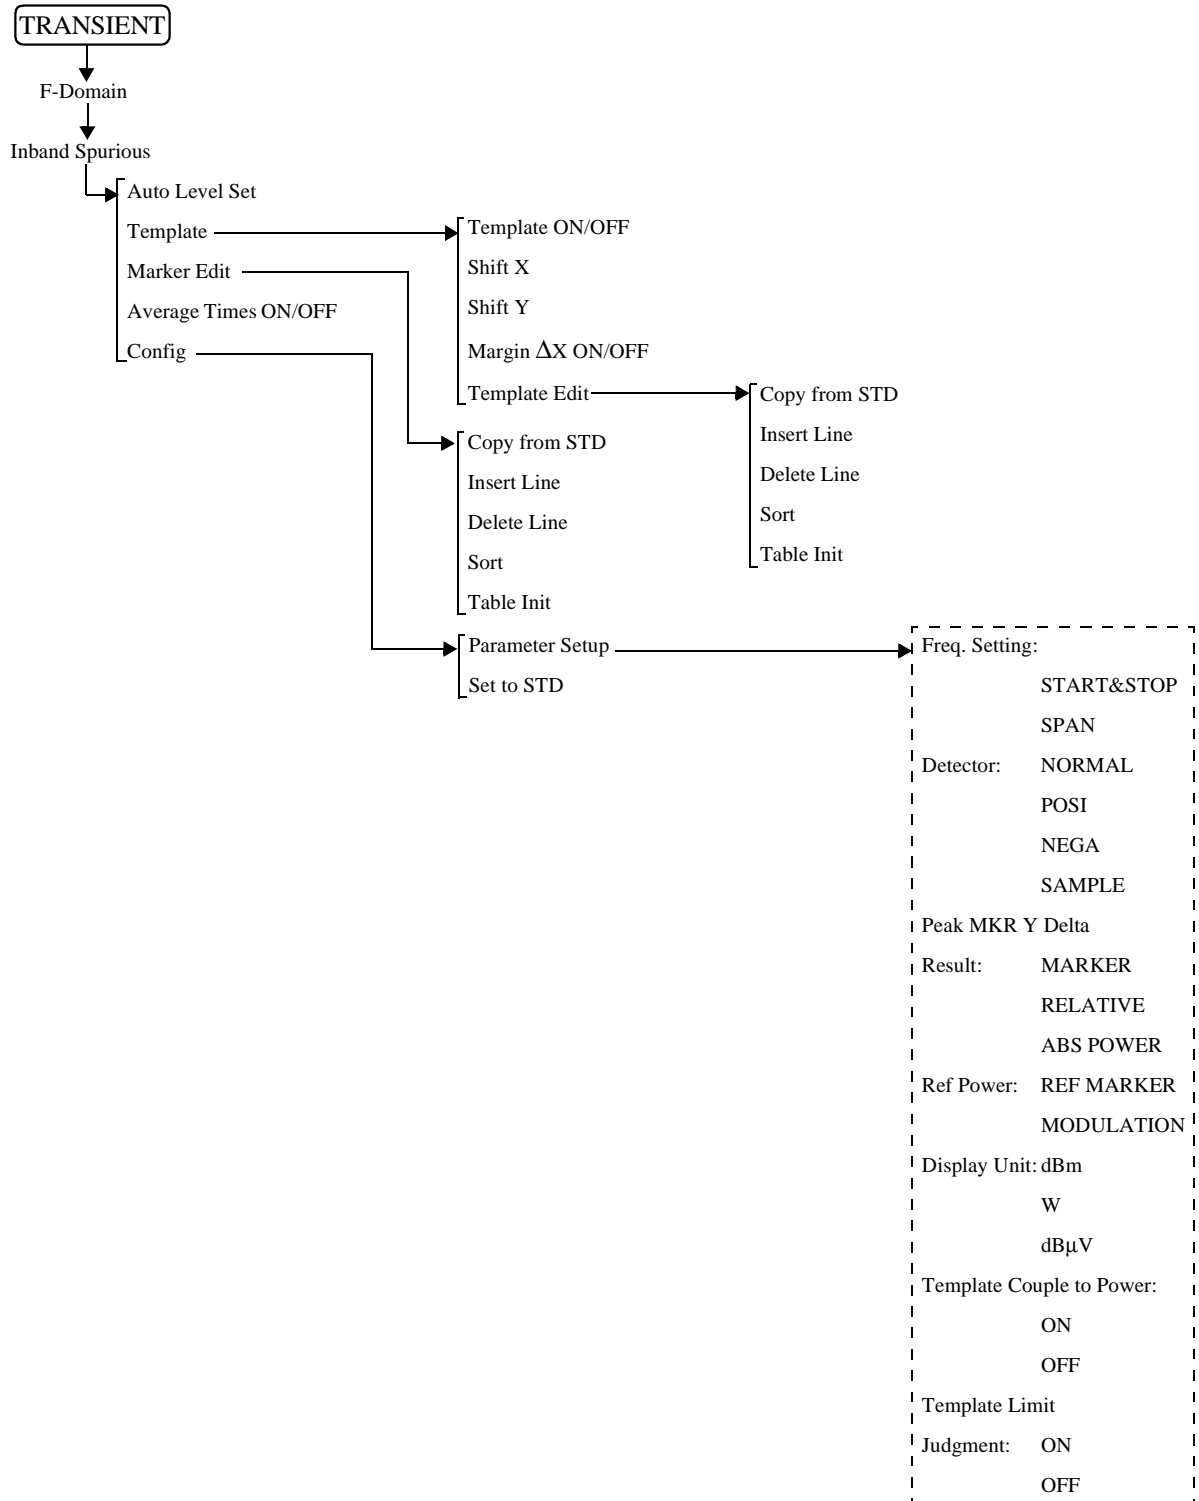 TRANSIENT
F-Domain
Inband Spurious
Auto Level Set
Template
Marker Edit
Average Times ON/OFF
Config
Template ON/OFF
Shift X
Shift Y
Margin ΔX ON/OFF
Template Edit
Copy from STD
Insert Line
Delete Line
Sort
Table Init
Copy from STD
Insert Line
Delete Line
Sort
Table Init
Parameter Setup
Set to STD
Freq. Setting:
START&STOP
SPAN
Detector: NORMAL
POSI
NEGA
SAMPLE
Peak MKR Y Delta
Result: MARKER
RELATIVE
ABS POWER
Ref Power: REF MARKER
MODULATION
Display Unit: dBm
W
dBμV
Template Couple to Power:
ON
OFF
Template Limit
Judgment: ON
OFF